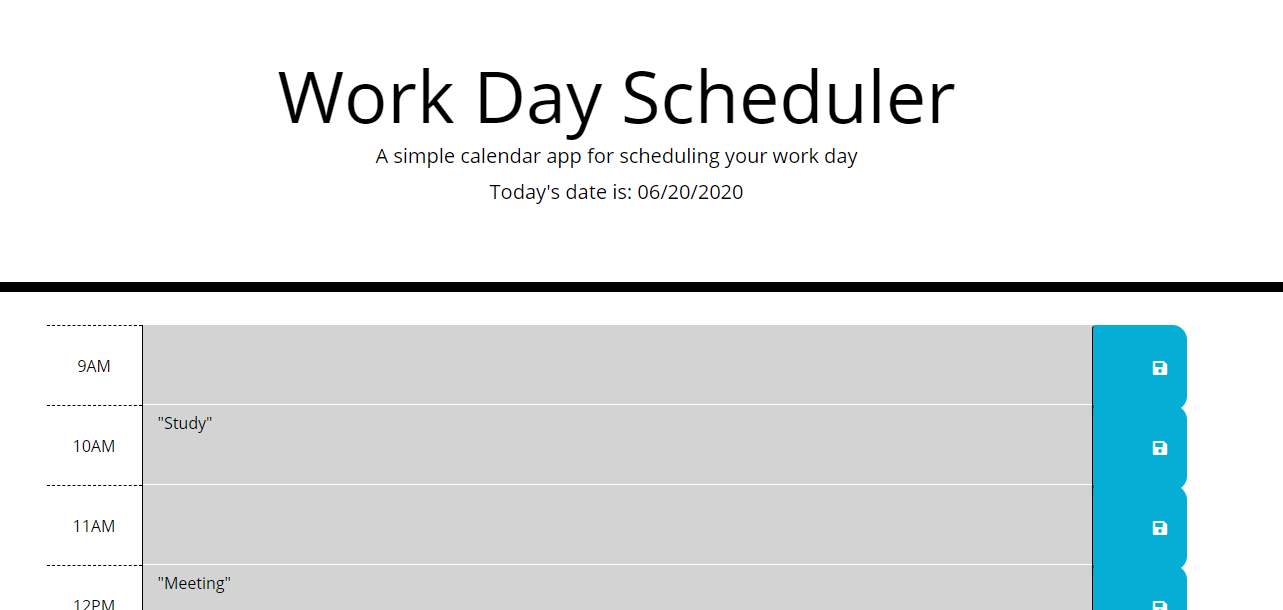 Work Day Scheduler
A simple calendar app for scheduling your work day
Today's date is: 06/20/2020
9AM
10AM
"Study"
11AM
12PM
"Meeting"